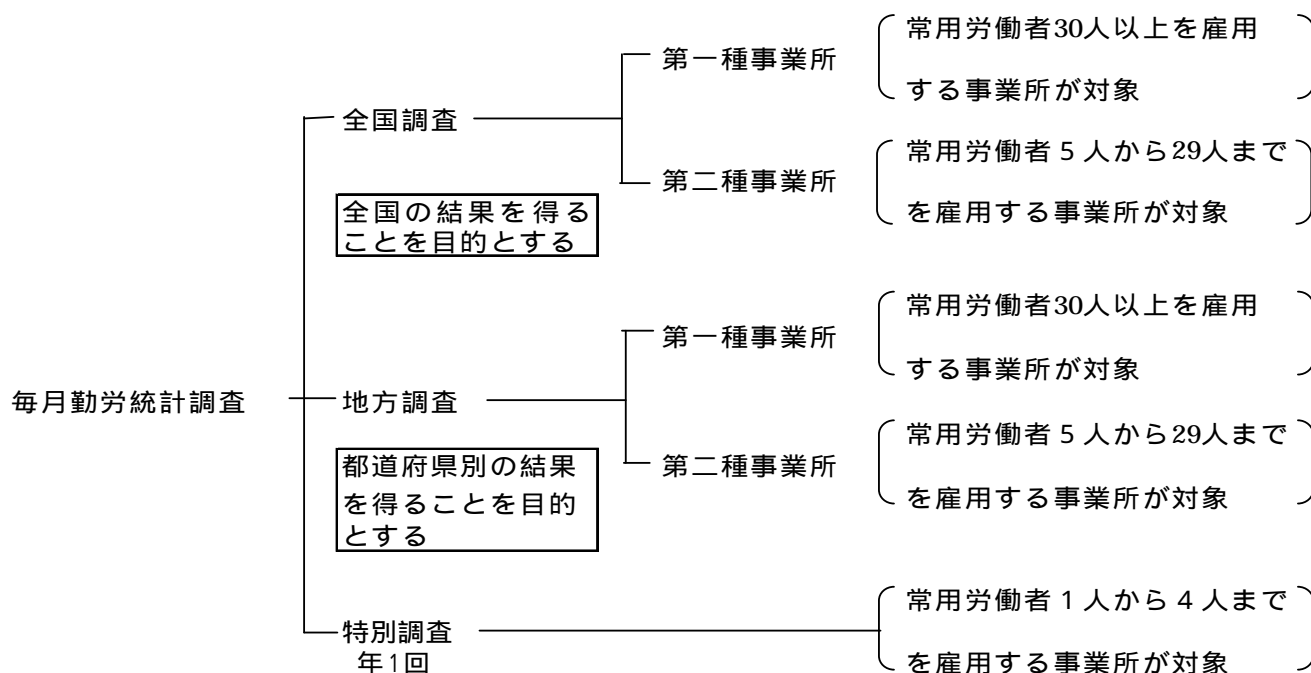 毎月勤労統計調査
全国調査
全国の結果を得る
ことを目的とする
第一種事業所
常用労働者30人以上を雇用
する事業所が対象
第二種事業所
常用労働者5人から29人まで
を雇用する事業所が対象
地方調査
都道府県別の結果
を得ることを目的
とする
第一種事業所
常用労働者30人以上を雇用
する事業所が対象
第二種事業所
常用労働者5人から29人まで
を雇用する事業所が対象
特別調査
年1回
常用労働者1人から4人まで
を雇用する事業所が対象